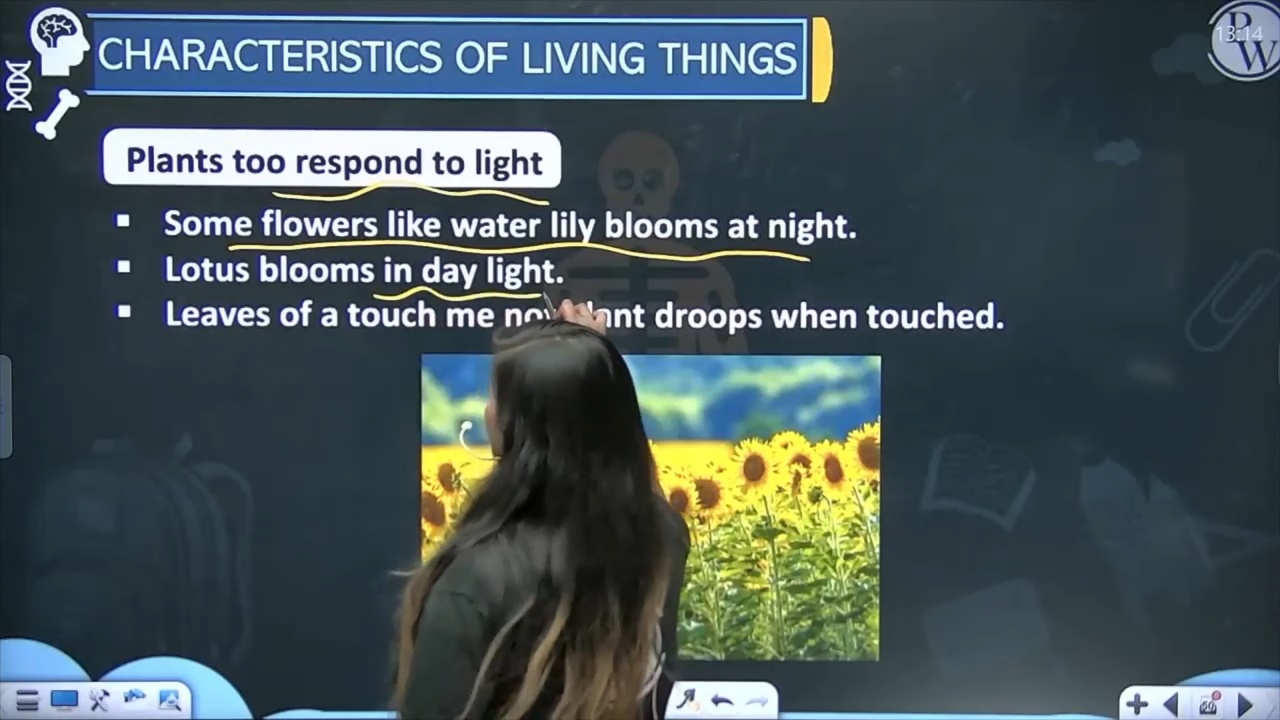 CHARACTERISTICS OF LIVING THINGS
13:14
P
W
Plants too respond to light
Some flowers like water lily blooms at night.
Lotus blooms in day light.
Leaves of a touch me droops when touched.